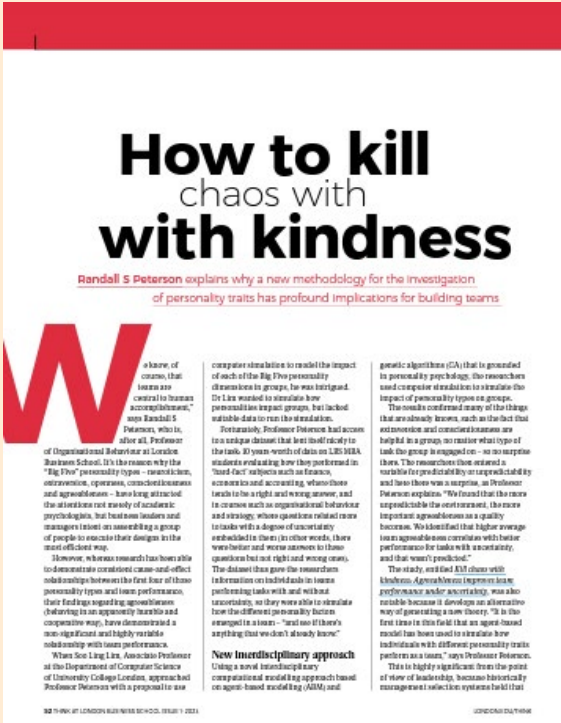 How to kill
chaos with
with kindness
Randall S Peterson explains why a new methodology for the investigation
of personality traits has profound implications for building teams
W
e know, of
course, that
teams are
central to human
accomplishment,"
says Randall S
Peterson, who is,
after all, Professor
of Organisational Behaviour at London
Business School. It's the reason why the
"Big Five" personality types – neuroticism,
extraversion, openness, conscientiousness
and agreeableness – have long attracted
the attentions not merely of academic
psychologists, but business leaders and
managers intent on assembling a group
of people to execute their designs in the
most efficient way.
However, whereas research has been able
to demonstrate consistent cause-and-effect
relationships between the first four of those
personality types and team performance,
their findings regarding agreeableness
(behaving in an apparently humble and
cooperative way), have demonstrated a
non-significant and highly variable
relationship with team performance.
When Soo Ling Lim, Associate Professor
at the Department of Computer Science
of University College London, approached
Professor Peterson with a proposal to use
computer simulation to model the impact
of each of the Big Five personality
dimensions in groups, he was intrigued.
Dr Lim wanted to simulate how
personalities impact groups, but lacked
suitable data to run the simulation.
Fortunately, Professor Peterson had access
to a unique dataset that lent itself nicely to
the task: 10 years-worth of data on LBS MBA
students evaluating how they performed in
'hard-fact' subjects such as finance,
economics and accounting, where there
tends to be a right and wrong answer, and
in courses such as organisational behaviour
and strategy, where questions related more
to tasks with a degree of uncertainty
embedded in them (in other words, there
were better and worse answers to these
questions but not right and wrong ones).
The dataset thus gave the researchers
information on individuals in teams
performing tasks with and without
uncertainty, so they were able to simulate
how the different personality factors
emerged in a team – "and see if there's
anything that we don't already know."
New interdisciplinary approach
Using a novel interdisciplinary
computational modelling approach based
on agent-based modelling (ABM) and
genetic algorithms (GA) that is grounded
in personality psychology, the researchers
used computer simulation to simulate the
impact of personality types on groups.
The results confirmed many of the things
that are already known, such as the fact that
extraversion and conscientiousness are
helpful in a group, no matter what type of
task the group is engaged on – so no surprise
there. The researchers then entered a
variable for predictability or unpredictability
and here there was a surprise, as Professor
Peterson explains: "We found that the more
unpredictable the environment, the more
important agreeableness as a quality
becomes. We identified that higher average
team agreeableness correlates with better
performance for tasks with uncertainty,
and that wasn't predicted."
The study, entitled Kill chaos with
kindness: Agreeableness improves team
performance under uncertainty, was also
notable because it develops an alternative
way of generating a new theory. "It is the
first time in this field that an agent-based
model has been used to simulate how
individuals with different personality traits
perform as a team," says Professor Peterson.
This is highly significant from the point
of view of leadership, because historically
management selection systems held that
52 THINK AT LONDON BUSINESS SCHOOL ISSUE 1 2023
LONDON.EDU/THINK